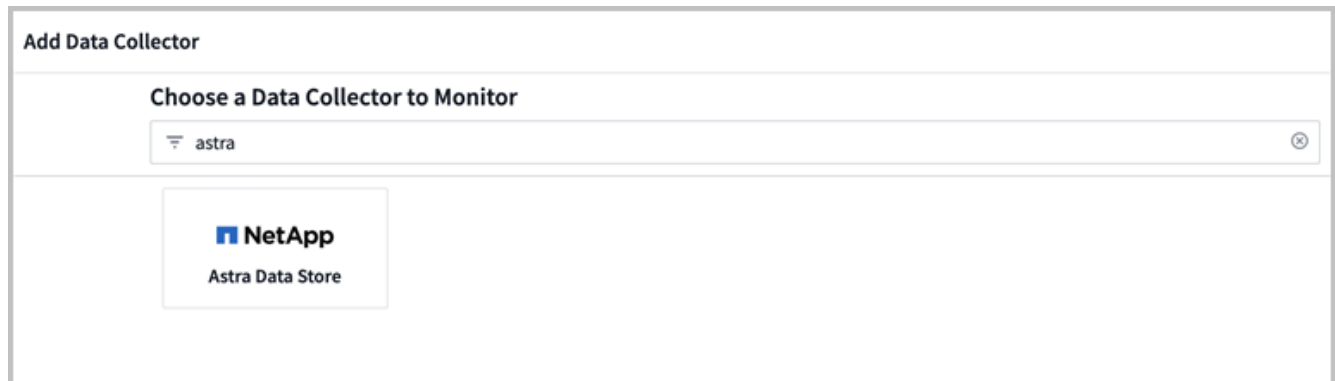 Add Data Collector
Choose a Data Collector to Monitor
astra
NetApp
Astra Data Store